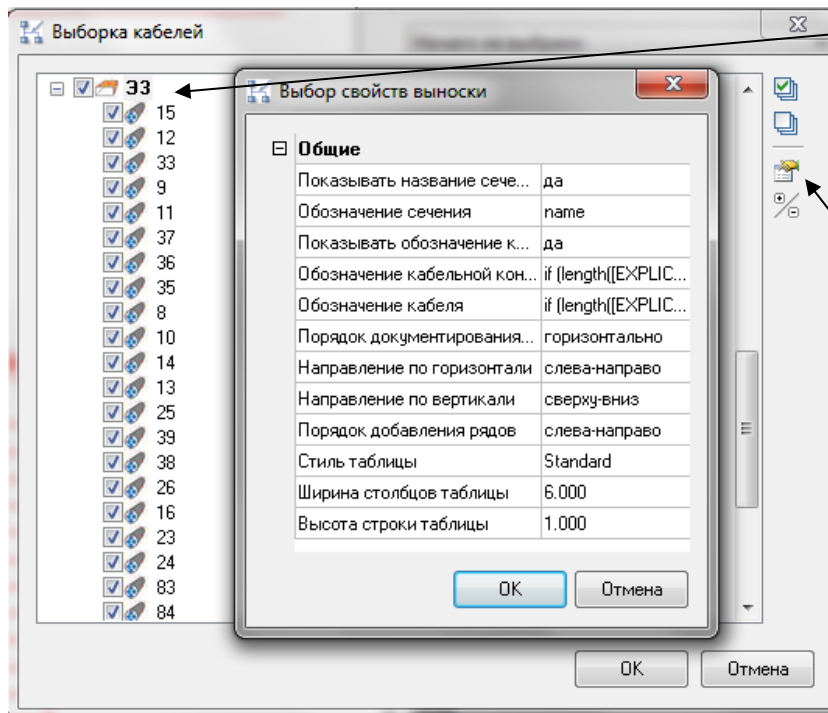 Выборка кабелей
ЭЗ
15
12
33
9
11
37
36
35
8
10
14
13
25
39
38
26
16
23
24
83
84
Выбор свойств выноски
Общие
Показывать название сече... да
Обозначение сечения name
Показывать обозначение к... да
Обозначение кабельной кон... if (length([EXPLIC...
Обозначение кабеля if (length([EXPLIC...
Порядок документирования... горизонтально
Направление по горизонтали слева-направо
Направление по вертикали сверху-вниз
Порядок добавления рядов слева-направо
Стиль таблицы Standard
Ширина столбцов таблицы 6.000
Высота строки таблицы 1.000
OK Отмена
OK Отмена